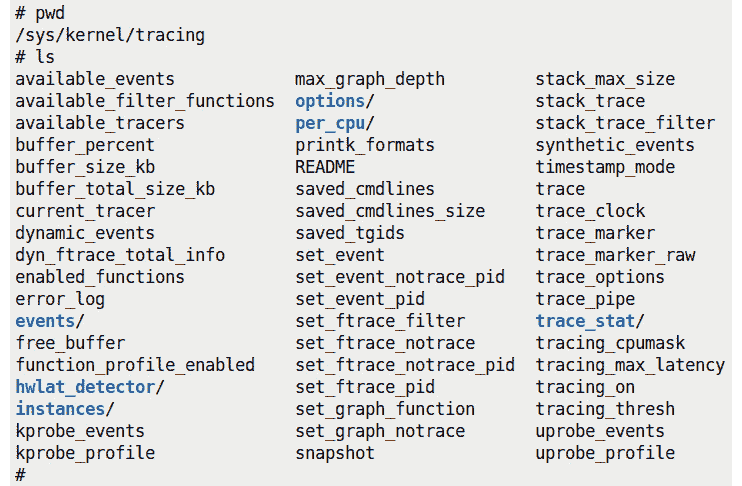 # pwd
/sys/kernel/tracing
# ls
available_events max_graph_depth stack_max_size
available_filter_functions options/ stack_trace
available_tracers per_cpu/ stack_trace_filter
buffer_percent printk_formats synthetic_events
buffer_size_kb README timestamp_mode
buffer_total_size_kb saved_cmdlines trace
current_tracer saved_cmdlines_size trace_clock
dynamic_events saved_tgids trace_marker
dyn_ftrace_total_info set_event trace_marker_raw
enabled_functions set_event_notrace_pid trace_options
error_log set_event_pid trace_pipe
events/ set_ftrace_filter trace_stat/
free_buffer set_ftrace_notrace tracing_cpumask
function_profile_enabled set_ftrace_notrace_pid tracing_max_latency
hwlat_detector/ set_ftrace_pid tracing_on
instances/ set_graph_function tracing_thresh
kprobe_events set_graph_notrace uprobe_events
kprobe_profile snapshot uprobe_profile
#